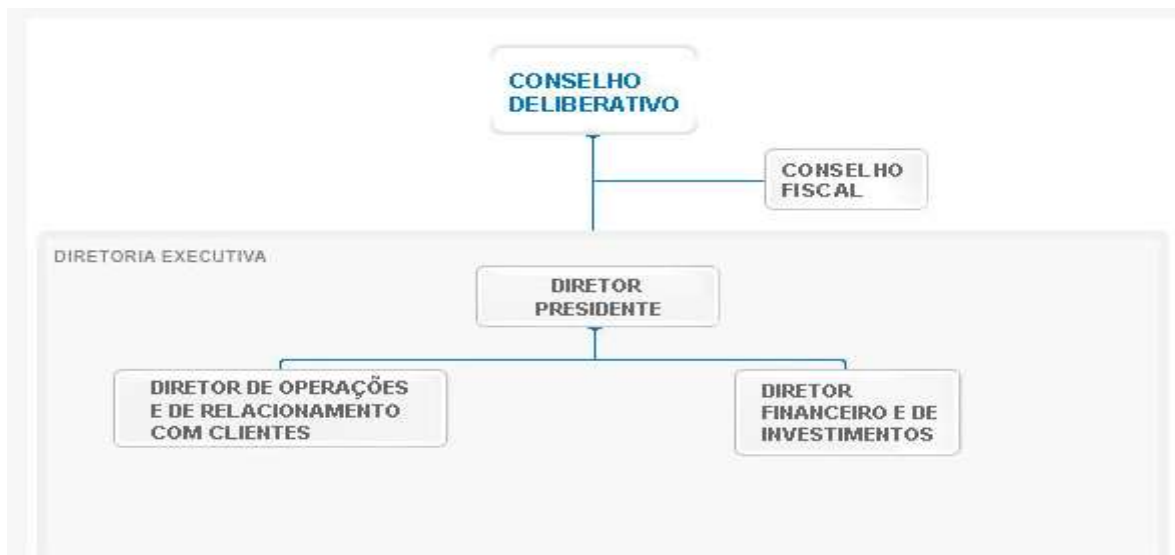 CONSELHO
DELIBERATIVO
CONSELHO
FISCAL
DIRETORIA EXECUTIVA
DIRETOR
PRESIDENTE
DIRETOR DE OPERAÇÕES
E DE RELACIONAMENTO
COM CLIENTES
DIRETOR
FINANCEIRO E DE
INVESTIMENTOS